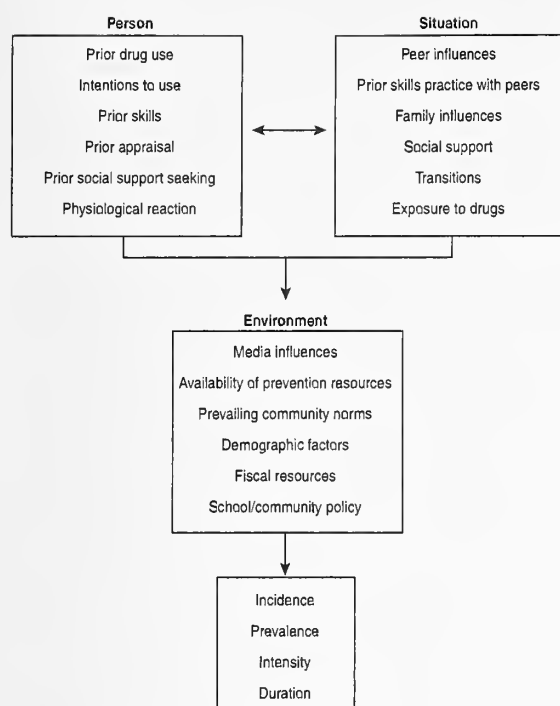 Person
Prior drug use
Intentions to use
Prior skills
Prior appraisal
Prior social support seeking
Physiological reaction
Situation
Peer influences
Prior skills practice with peers
Family influences
Social support
Transitions
Exposure to drugs
Environment
Media influences
Availability of prevention resources
Prevailing community norms
Demographic factors
Fiscal resources
School/community policy
Incidence
Prevalance
Intensity
Duration